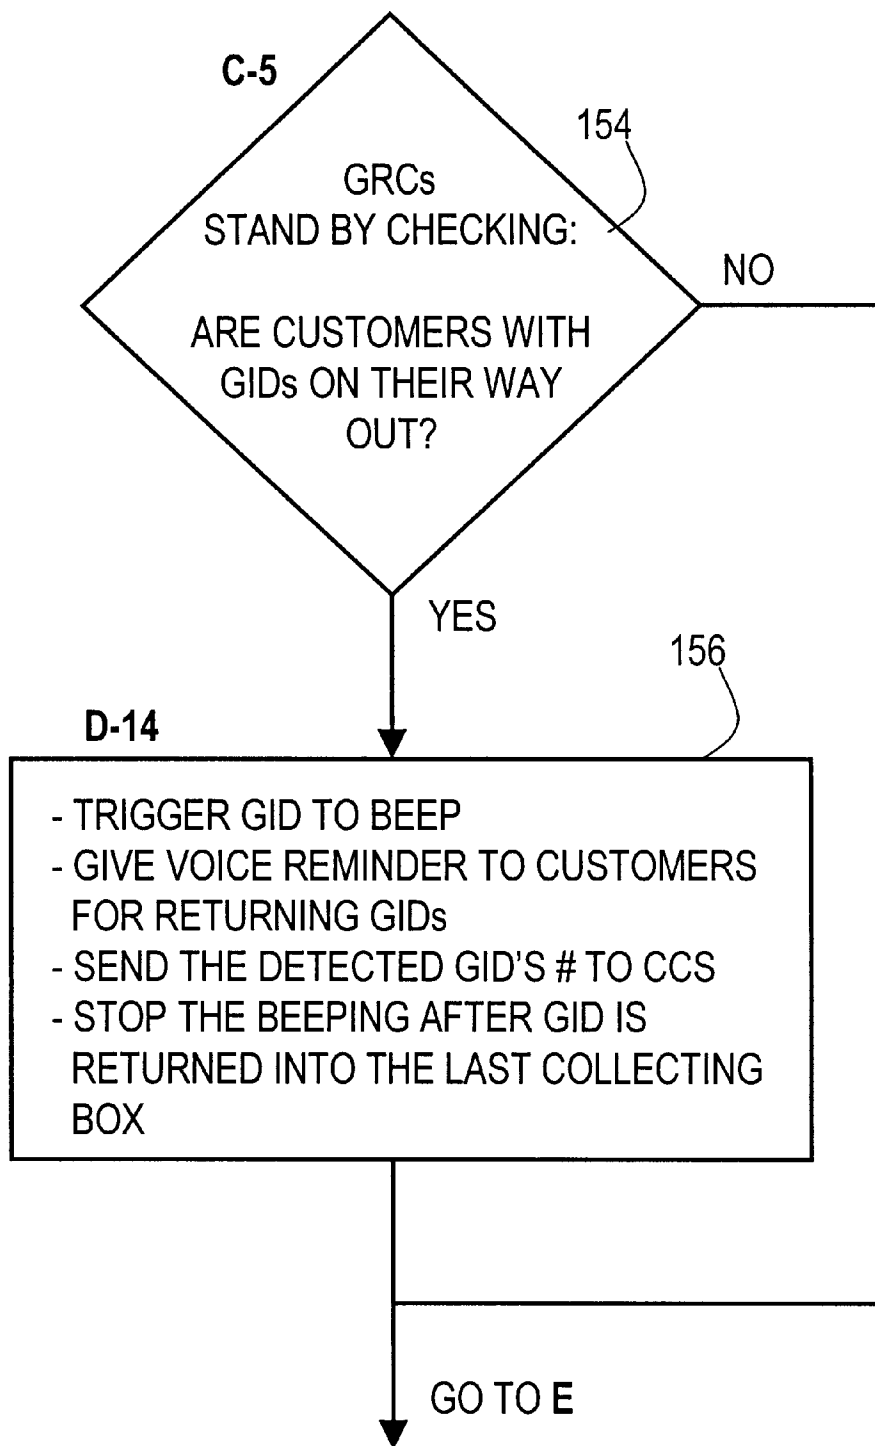 C-5
154
GRCs
STAND BY CHECKING:
NO
ARE CUSTOMERS WITH
GIDs ON THEIR WAY
OUT?
YES
156
D-14
- TRIGGER GID TO BEEP
- GIVE VOICE REMINDER TO CUSTOMERS
FOR RETURNING GIDs
- SEND THE DETECTED GID'S # TO CCS
- STOP THE BEEPING AFTER GID IS
RETURNED INTO THE LAST COLLECTING
BOX
GO TO E